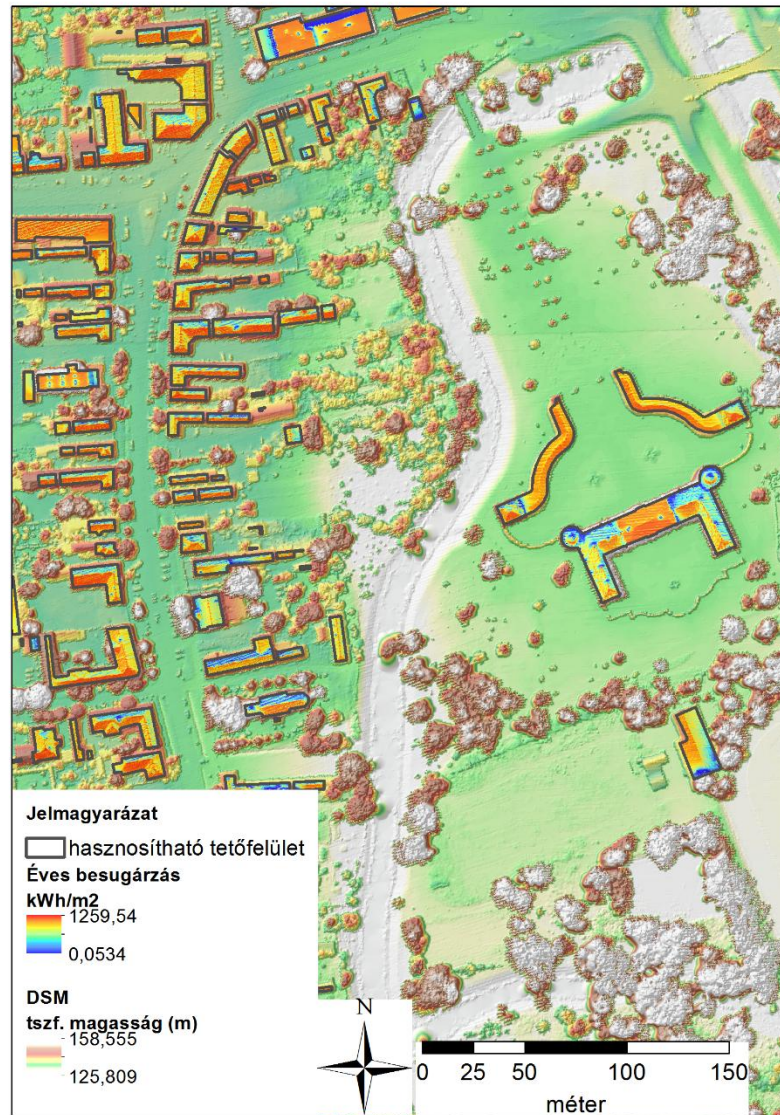 Jelmagyarázat
hasznosítható tetőfelület
Éves besugárzás
kWh/m2
1259,54
0,0534
DSM
tszf. magasság (m)
158,555
125,809
N
0 25 50 100 150
méter